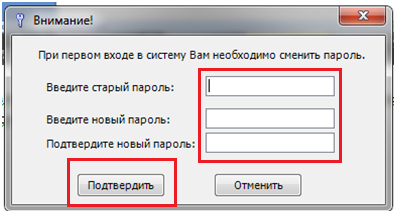 Внимание!
При первом входе в систему Вам необходимо сменить пароль.
Введите старый пароль:
Введите новый пароль:
Подтвердите новый пароль:
Подтвердить
Отменить